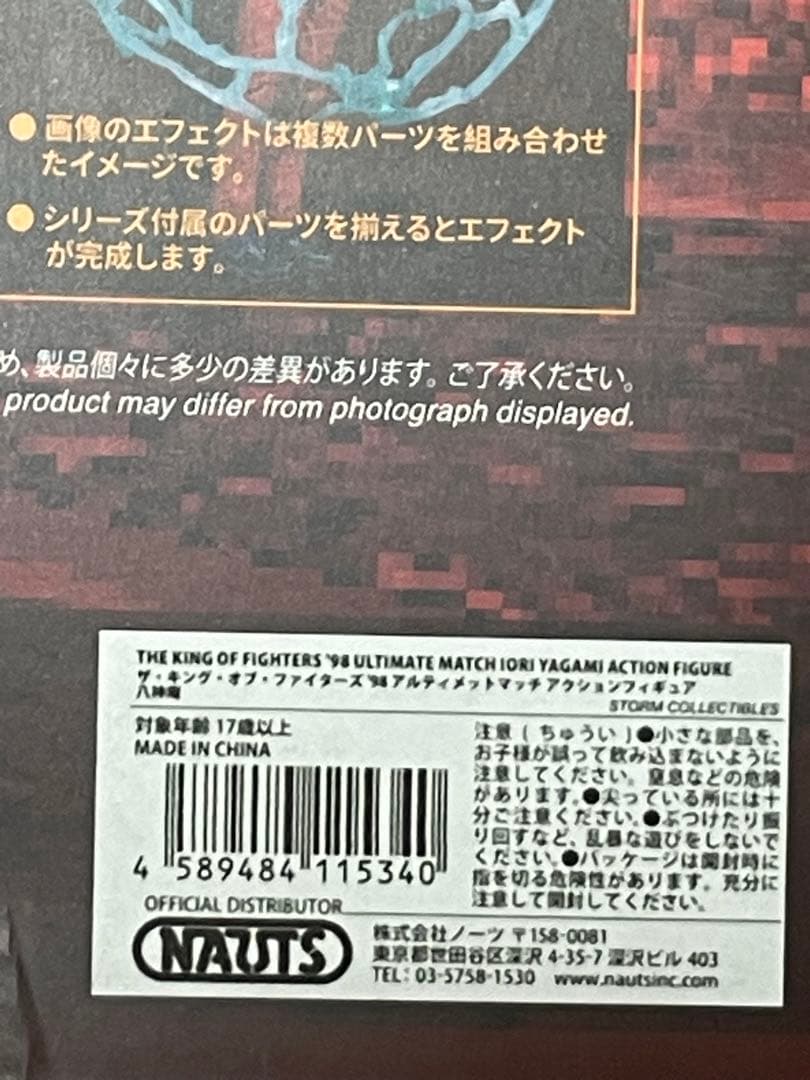 ● 画像のエフェクトは複数パーツを組み合わせ
たイメージです。
● シリーズ付属のパーツを揃えるとエフェクト
が完成します。
め、製品個々に多少の差異があります。ご了承ください。
product may differ from photograph displayed.
THE KING OF FIGHTERS '98 ULTIMATE MATCH IORI YAGAMI ACTION FIGURE
ザ・キング・オブ・ファイターズ '98 アルティメットマッチ アクションフィギュア
八神庵
STORM COLLECTIBLES
対象年齢 17歳以上
MADE IN CHINA
4 589484 115340
注意 ( ちゅうい ) ●小さな部品を、
お子様が誤って飲み込まないように
注意してください。窒息などの危険
があります。●尖っている所には十
分ご注意ください。●ぶつけたり振
り回すなど、乱暴な遊びをしないで
ください。●パッケージは開封時に
指を切る危険性があります。充分に
注意して開封してください。
OFFICIAL DISTRIBUTOR
NAUTS
株式会社ノーツ 〒158-0081
東京都世田谷区深沢 4-35-7 深沢ビル 403
TEL: 03-5758-1530 www.nautsinc.com